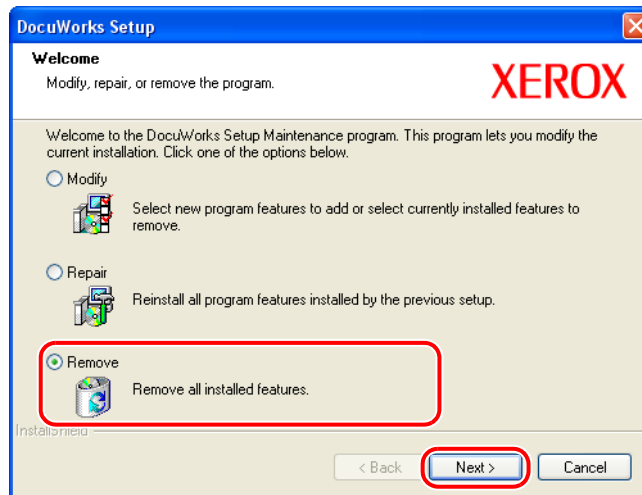 DocuWorks Setup
Welcome
Modify, repair, or remove the program.
XEROX
Welcome to the DocuWorks Setup Maintenance program. This program lets you modify the
current installation. Click one of the options below.
Modify
Select new program features to add or select currently installed features to
remove.
Repair
Reinstall all program features installed by the previous setup.
Remove
Remove all installed features.
InstallShield
< Back
Next >
Cancel